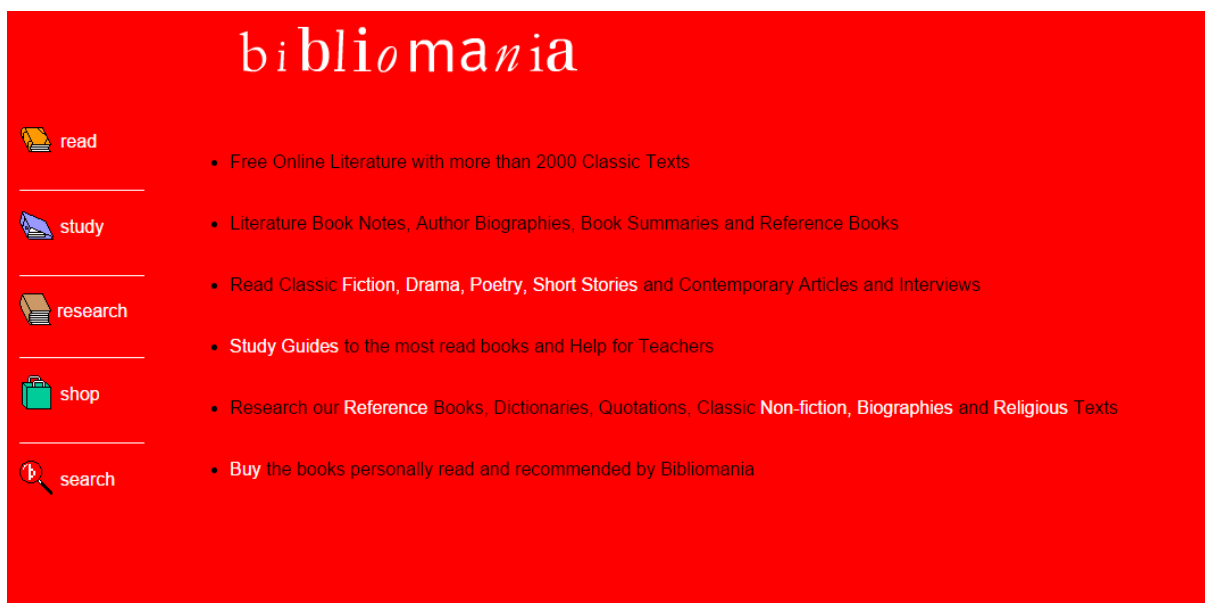 bibliomania
read
study
research
shop
search
• Free Online Literature with more than 2000 Classic Texts
• Literature Book Notes, Author Biographies, Book Summaries and Reference Books
• Read Classic Fiction, Drama, Poetry, Short Stories and Contemporary Articles and Interviews
• Study Guides to the most read books and Help for Teachers
• Research our Reference Books, Dictionaries, Quotations, Classic Non-fiction, Biographies and Religious Texts
• Buy the books personally read and recommended by Bibliomania